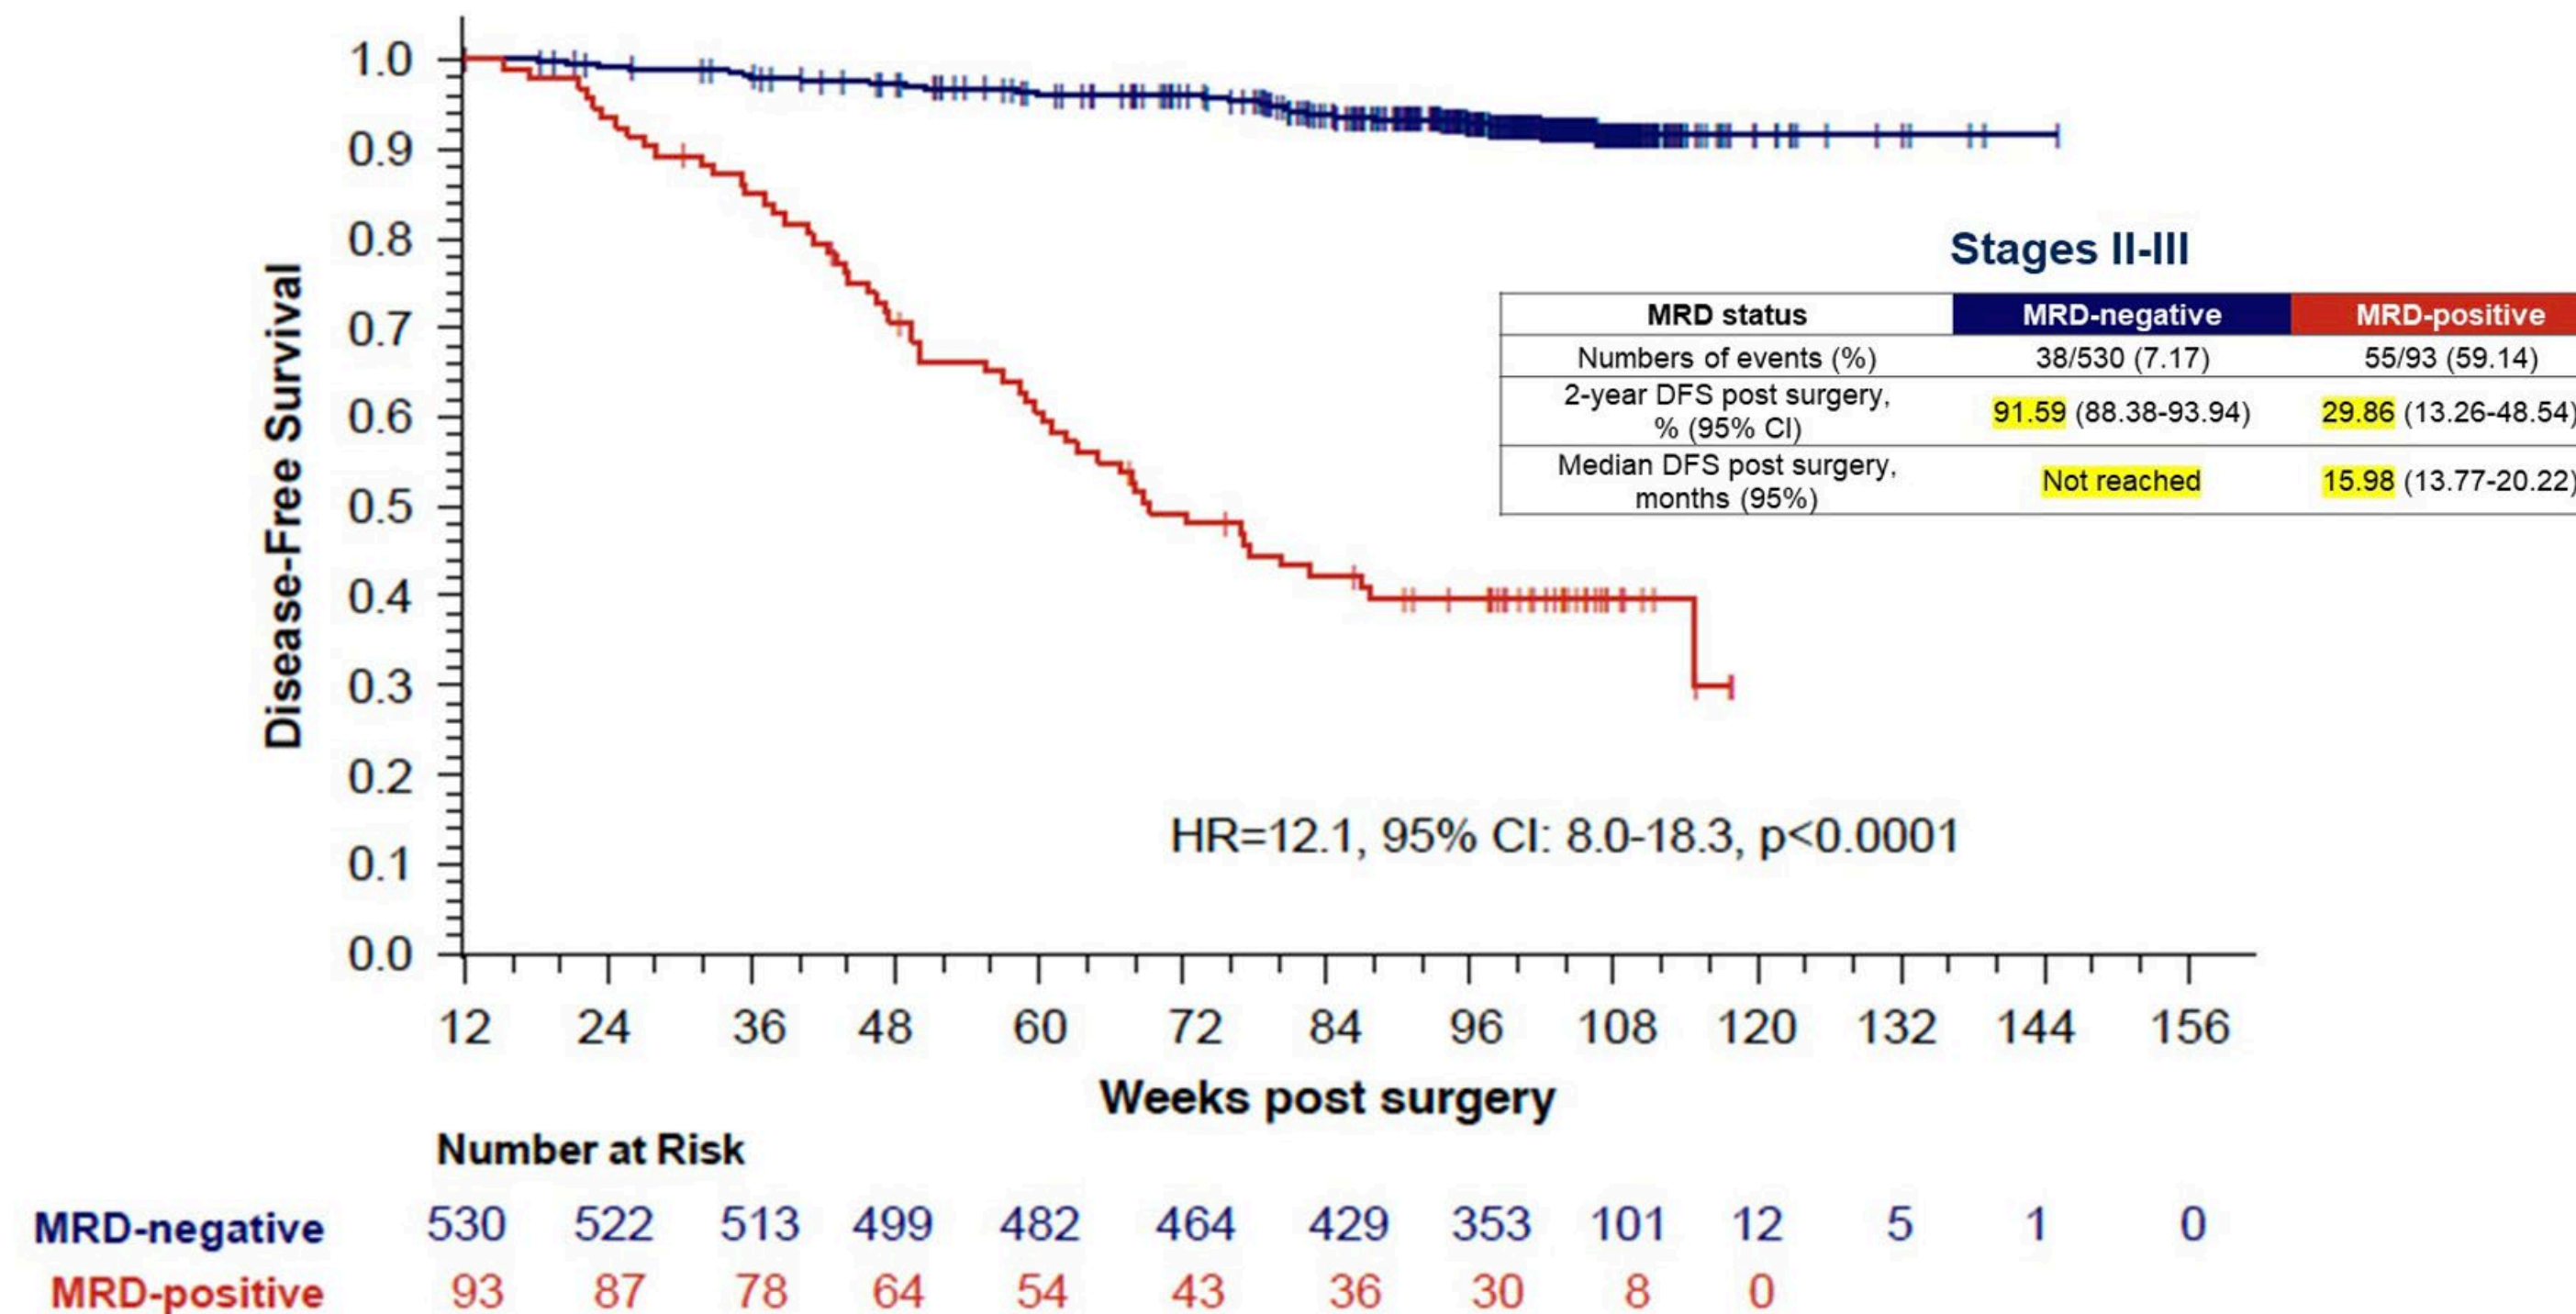 1.0
0.9
0.8
0.7
0.6
0.5
0.4
0.3
0.2
0.1
0.0
Disease-Free Survival
Stages II-III
MRD status MRD-negative MRD-positive
Numbers of events (%) 38/530 (7.17) 55/93 (59.14)
2-year DFS post surgery,
% (95% CI) 91.59 (88.38-93.94) 29.86 (13.26-48.54)
Median DFS post surgery,
months (95%) Not reached 15.98 (13.77-20.22)
HR=12.1, 95% CI: 8.0-18.3, p<0.0001
12 24 36 48 60 72 84 96 108 120 132 144 156
Weeks post surgery
Number at Risk
MRD-negative 530 522 513 499 482 464 429 353 101 12 5 1 0
MRD-positive 93 87 78 64 54 43 36 30 8 0